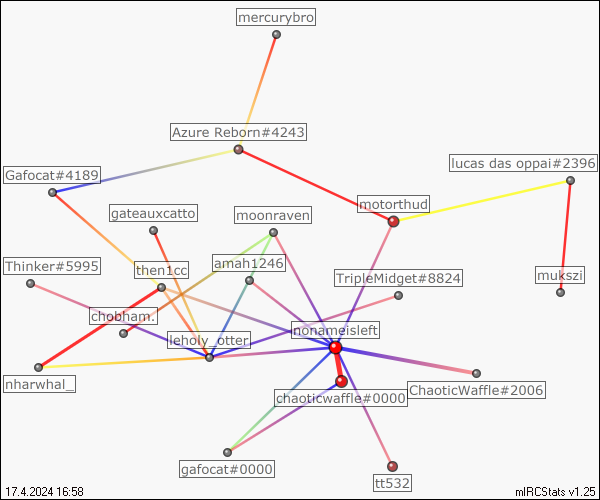 mercurybro
Azure Reborn#4243
lucas das oppai#2396
Gafocat#4189
motorthud
gateauxcatto
moonraven
Thinker#5995
then1cc
amah1246
TripleMidget#8824
mukszi
chobham.
leholy_otter
nonameisleft
nharwhal_
chaoticwaffle#0000
ChaoticWaffle#2006
gafocat#0000
tt532
17.4.2024 16:58
mIRCStats v1.25